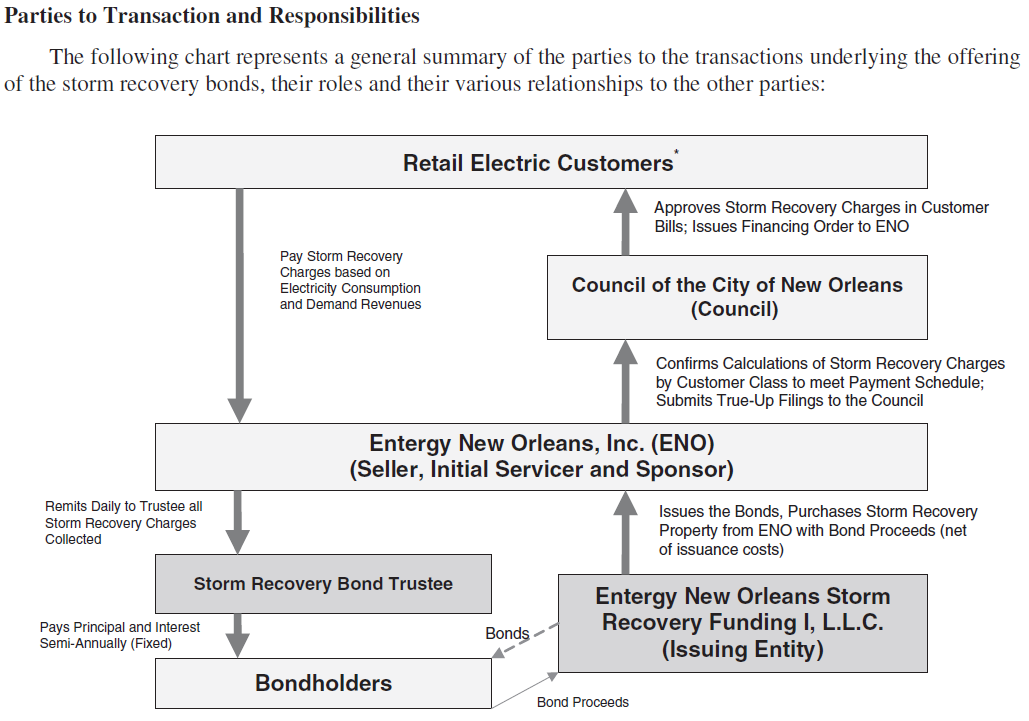 Parties to Transaction and Responsibilities
The following chart represents a general summary of the parties to the transactions underlying the offering
of the storm recovery bonds, their roles and their various relationships to the other parties:
Retail Electric Customers*
Approves Storm Recovery Charges in Customer
Bills; Issues Financing Order to ENO
Pay Storm Recovery
Charges based on
Electricity Consumption
and Demand Revenues
Council of the City of New Orleans
(Council)
Confirms Calculations of Storm Recovery Charges
by Customer Class to meet Payment Schedule;
Submits True-Up Filings to the Council
Entergy New Orleans, Inc. (ENO)
(Seller, Initial Servicer and Sponsor)
Remits Daily to Trustee all
Storm Recovery Charges
Collected
Issues the Bonds, Purchases Storm Recovery
Property from ENO with Bond Proceeds (net
of issuance costs)
Storm Recovery Bond Trustee
Entergy New Orleans Storm
Recovery Funding I, L.L.C.
(Issuing Entity)
Pays Principal and Interest
Semi-Annually (Fixed)
Bonds
Bondholders
Bond Proceeds